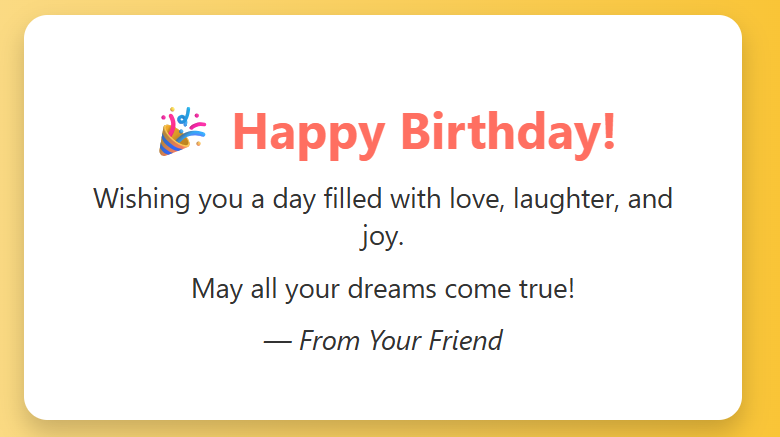 🎉 Happy Birthday!
Wishing you a day filled with love, laughter, and
joy.
May all your dreams come true!
— From Your Friend